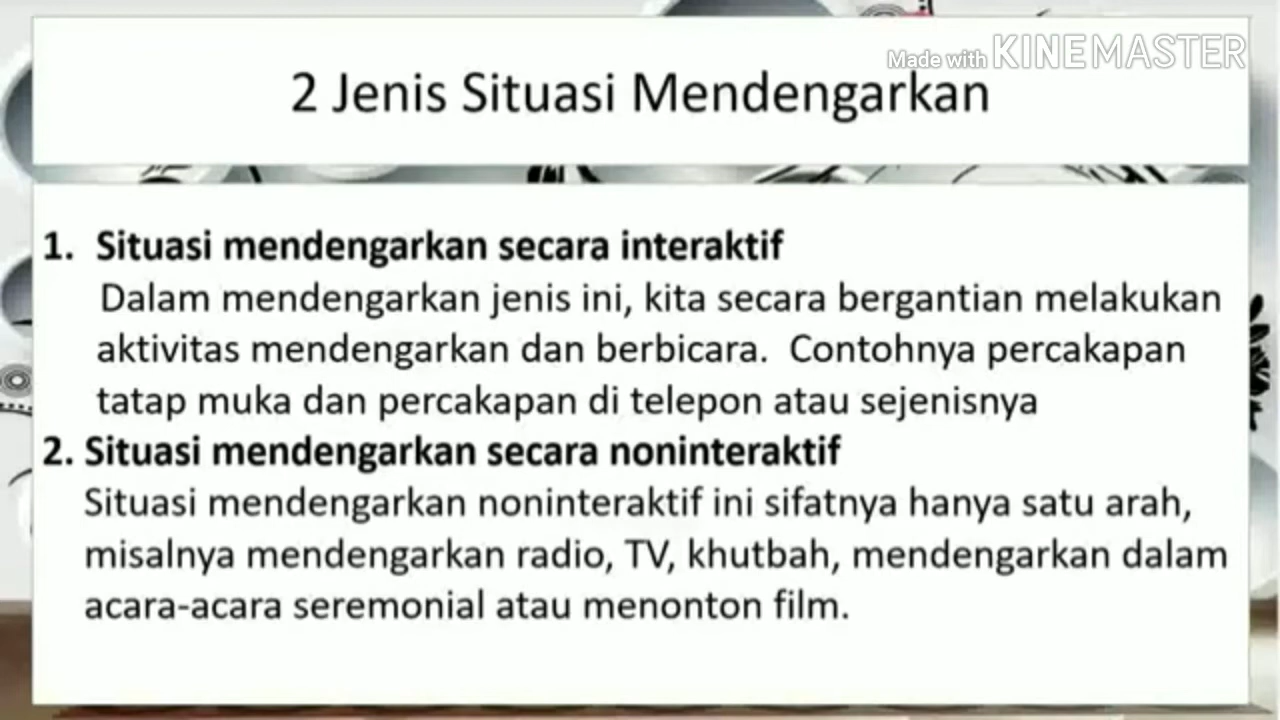 Made with KINEMASTER
2 Jenis Situasi Mendengarkan
1. Situasi mendengarkan secara interaktif
Dalam mendengarkan jenis ini, kita secara bergantian melakukan
aktivitas mendengarkan dan berbicara. Contohnya percakapan
tatap muka dan percakapan di telepon atau sejenisnya
2. Situasi mendengarkan secara noninteraktif
Situasi mendengarkan noninteraktif ini sifatnya hanya satu arah,
misalnya mendengarkan radio, TV, khutbah, mendengarkan dalam
acara-acara seremonial atau menonton film.